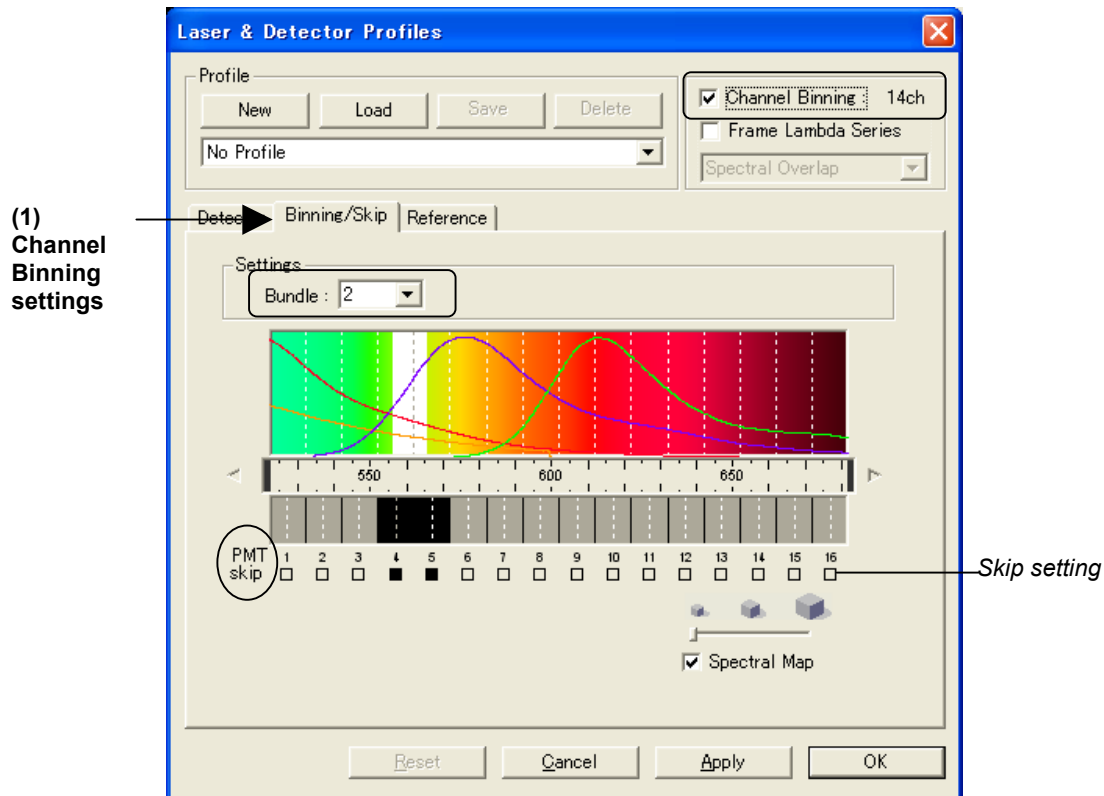 Laser & Detector Profiles
Profile
New Load Save Delete
No Profile
Channel Binning : 14ch
Frame Lambda Series
Spectral Overlap
(1)
Channel
Binning
settings
Binning/Skip Reference
Settings
Bundle : 2
550 600 650
PMT
skip
1 2 3 4 5 6 7 8 9 10 11 12 13 14 15 16
Skip setting
Spectral Map
Reset Cancel Apply OK